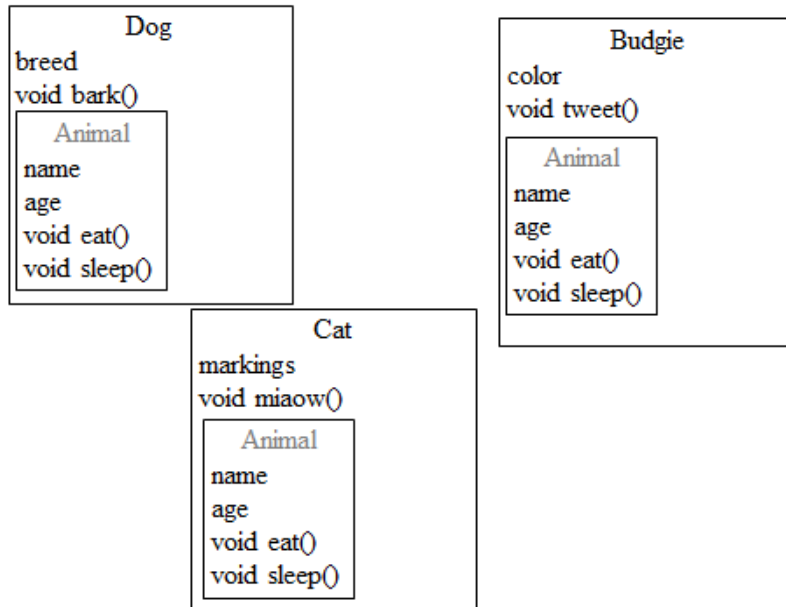 Dog
breed
void bark()
Animal
name
age
void eat()
void sleep()
Budgie
color
void tweet()
Animal
name
age
void eat()
void sleep()
Cat
markings
void miaow()
Animal
name
age
void eat()
void sleep()